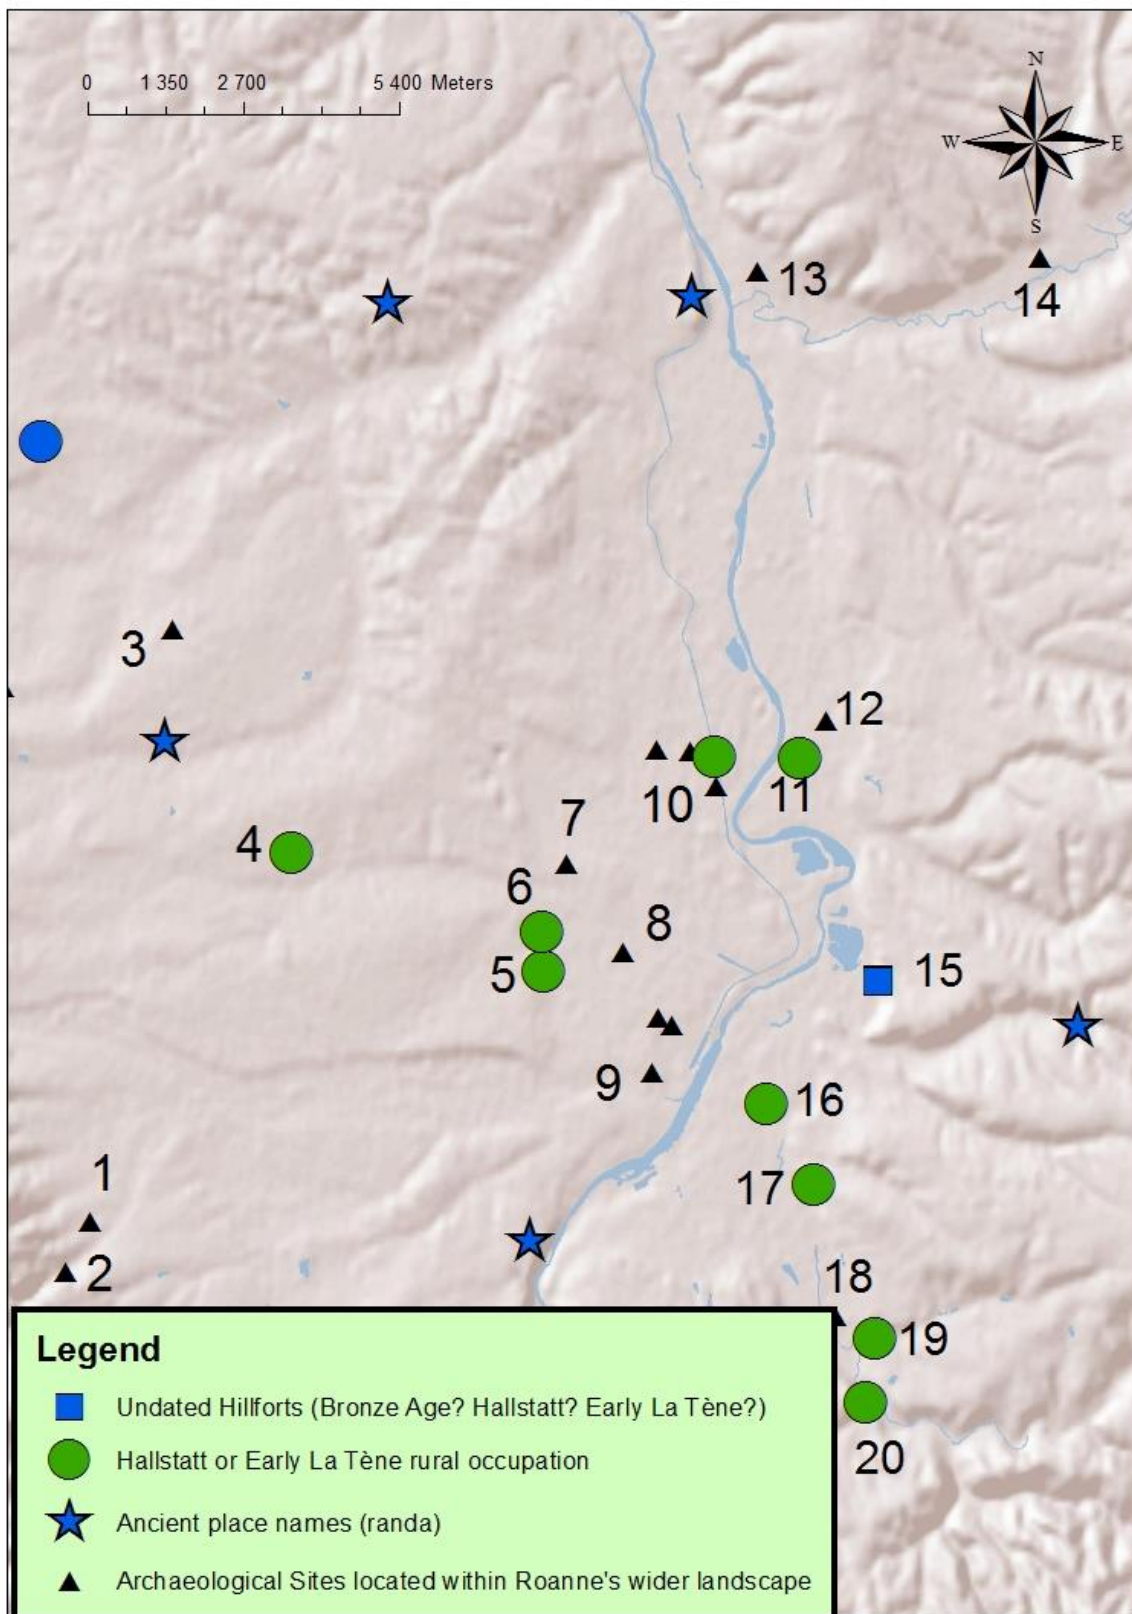 0 1 350 2 700 5 400 Meters
N
W E
S
13
14
3
12
10 11
7
4
6
8
5
15
9
16
17
1
2
18
19
20
Legend
Undated Hillforts (Bronze Age? Hallstatt? Early La Tène?)
Hallstatt or Early La Tène rural occupation
Ancient place names (randa)
Archaeological Sites located within Roanne's wider landscape